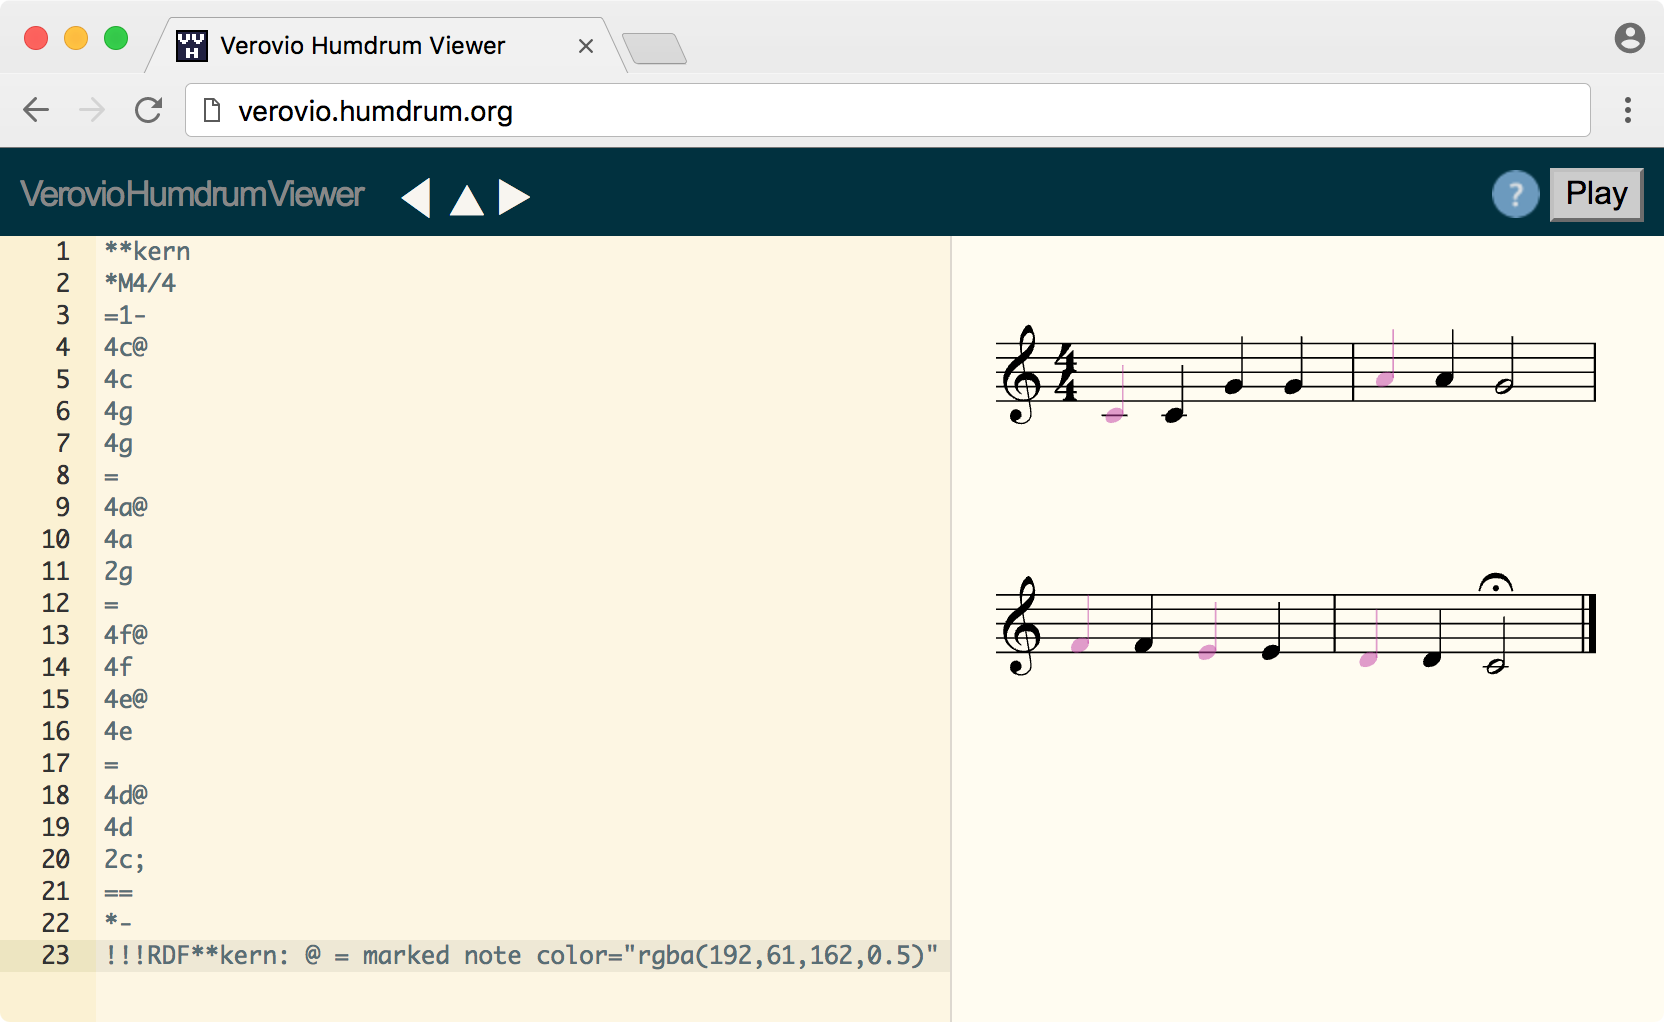 Verovio Humdrum Viewer
verovio.humdrum.org
VerovioHumdrumViewer
? Play
1 **kern
2 *M4/4
3 =1-
4 4c@
5 4c
6 4g
7 4g
8 =
9 4a@
10 4a
11 2g
12 =
13 4f@
14 4f
15 4e@
16 4e
17 =
18 4d@
19 4d
20 2c;
21 ==
22 *-
23 !!!RDF**kern: @ = marked note color="rgba(192,61,162,0.5)"
4
4